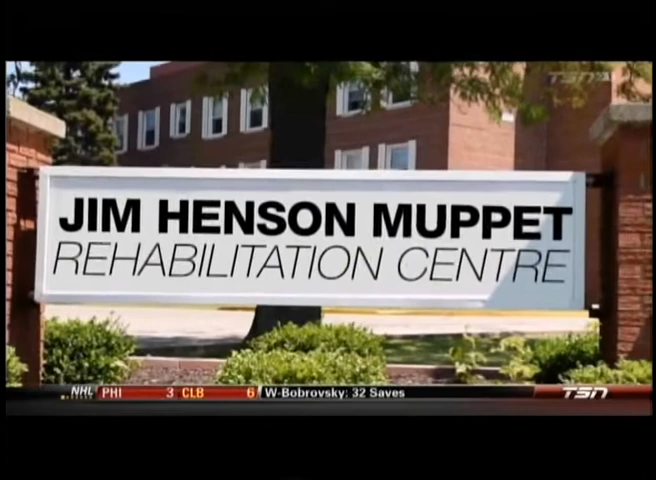 TSN
JIM HENSON MUPPET
REHABILITATION CENTRE
NHL PHI 3 CLB 6 W-Bobrovsky: 32 Saves TSN